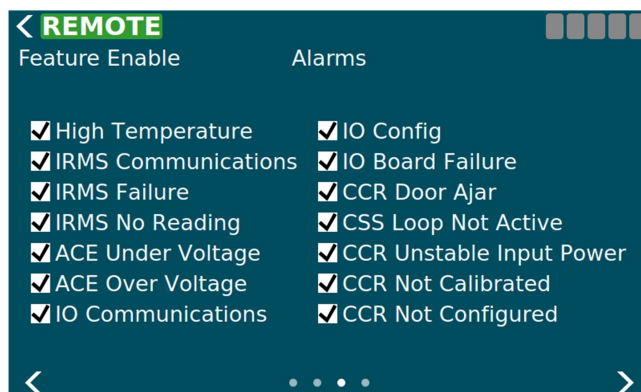 REMOTE
Feature Enable
Alarms
High Temperature
IRMS Communications
IRMS Failure
IRMS No Reading
ACE Under Voltage
ACE Over Voltage
IO Communications
IO Config
IO Board Failure
CCR Door Ajar
CSS Loop Not Active
CCR Unstable Input Power
CCR Not Calibrated
CCR Not Configured